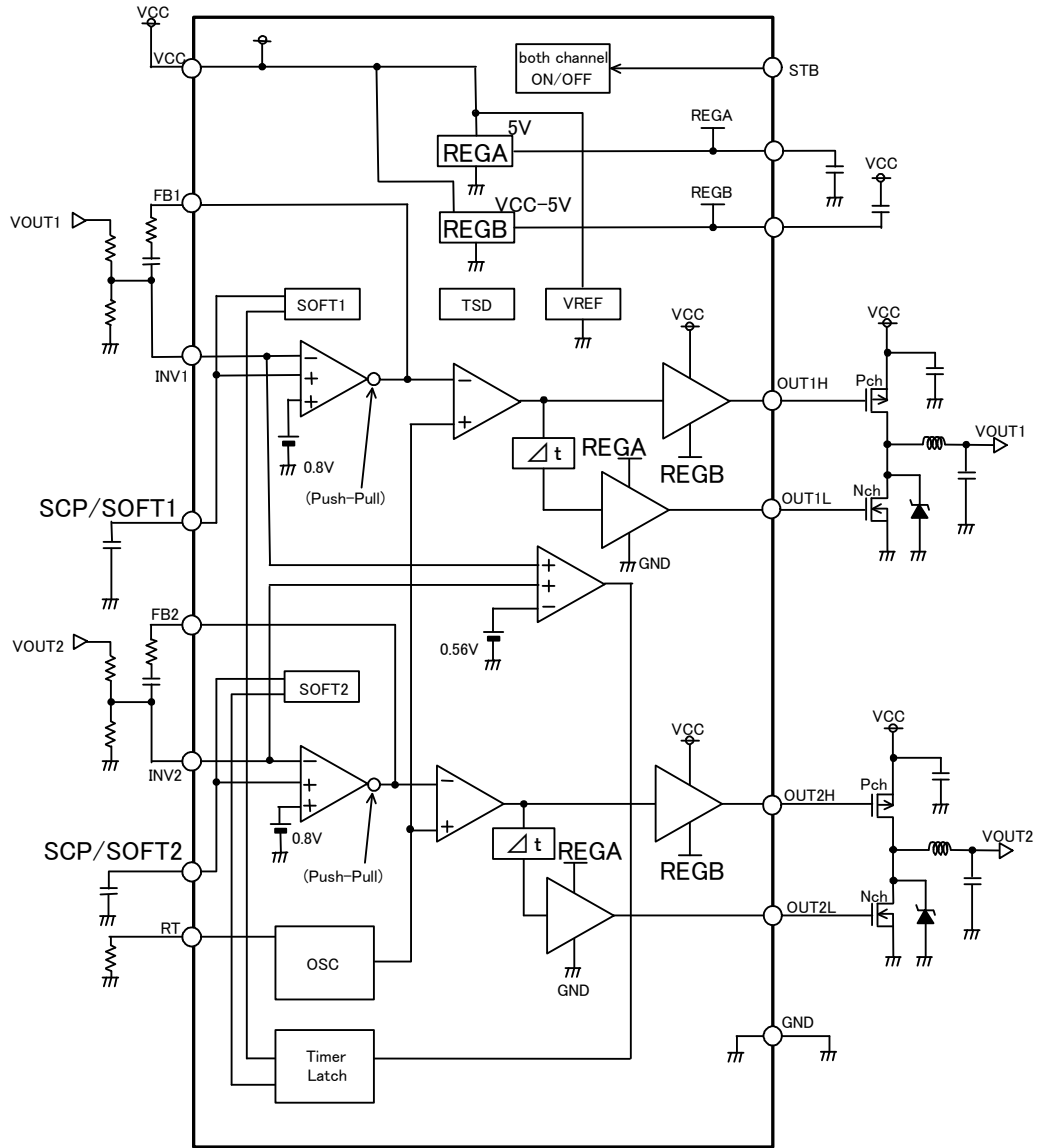 VCC
VCC
both channel
ON/OFF
STB
5V
REGA
REGA
VCC
VCC-5V
REGB
REGB
FB1
VOUT1
SOFT1
TSD
VREF
VCC
VCC
INV1
−
+
+
−
+
OUT1H
Pch
0.8V
⊿t
REGA
REGB
VOUT1
(Push-Pull)
SCP/SOFT1
OUT1L
Nch
GND
+
+
−
FB2
VOUT2
0.56V
SOFT2
VCC
VCC
INV2
−
+
+
−
+
OUT2H
Pch
0.8V
⊿t
REGA
REGB
VOUT2
SCP/SOFT2
(Push-Pull)
OUT2L
Nch
RT
OSC
GND
GND
Timer
Latch